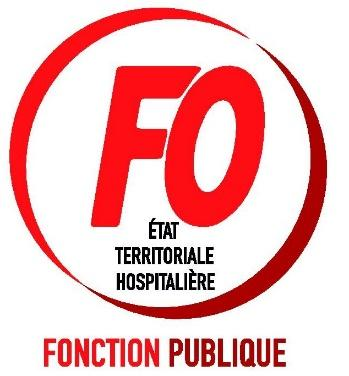 FO
ÉTAT
TERRITORIALE
HOSPITALIÈRE
FONCTION PUBLIQUE